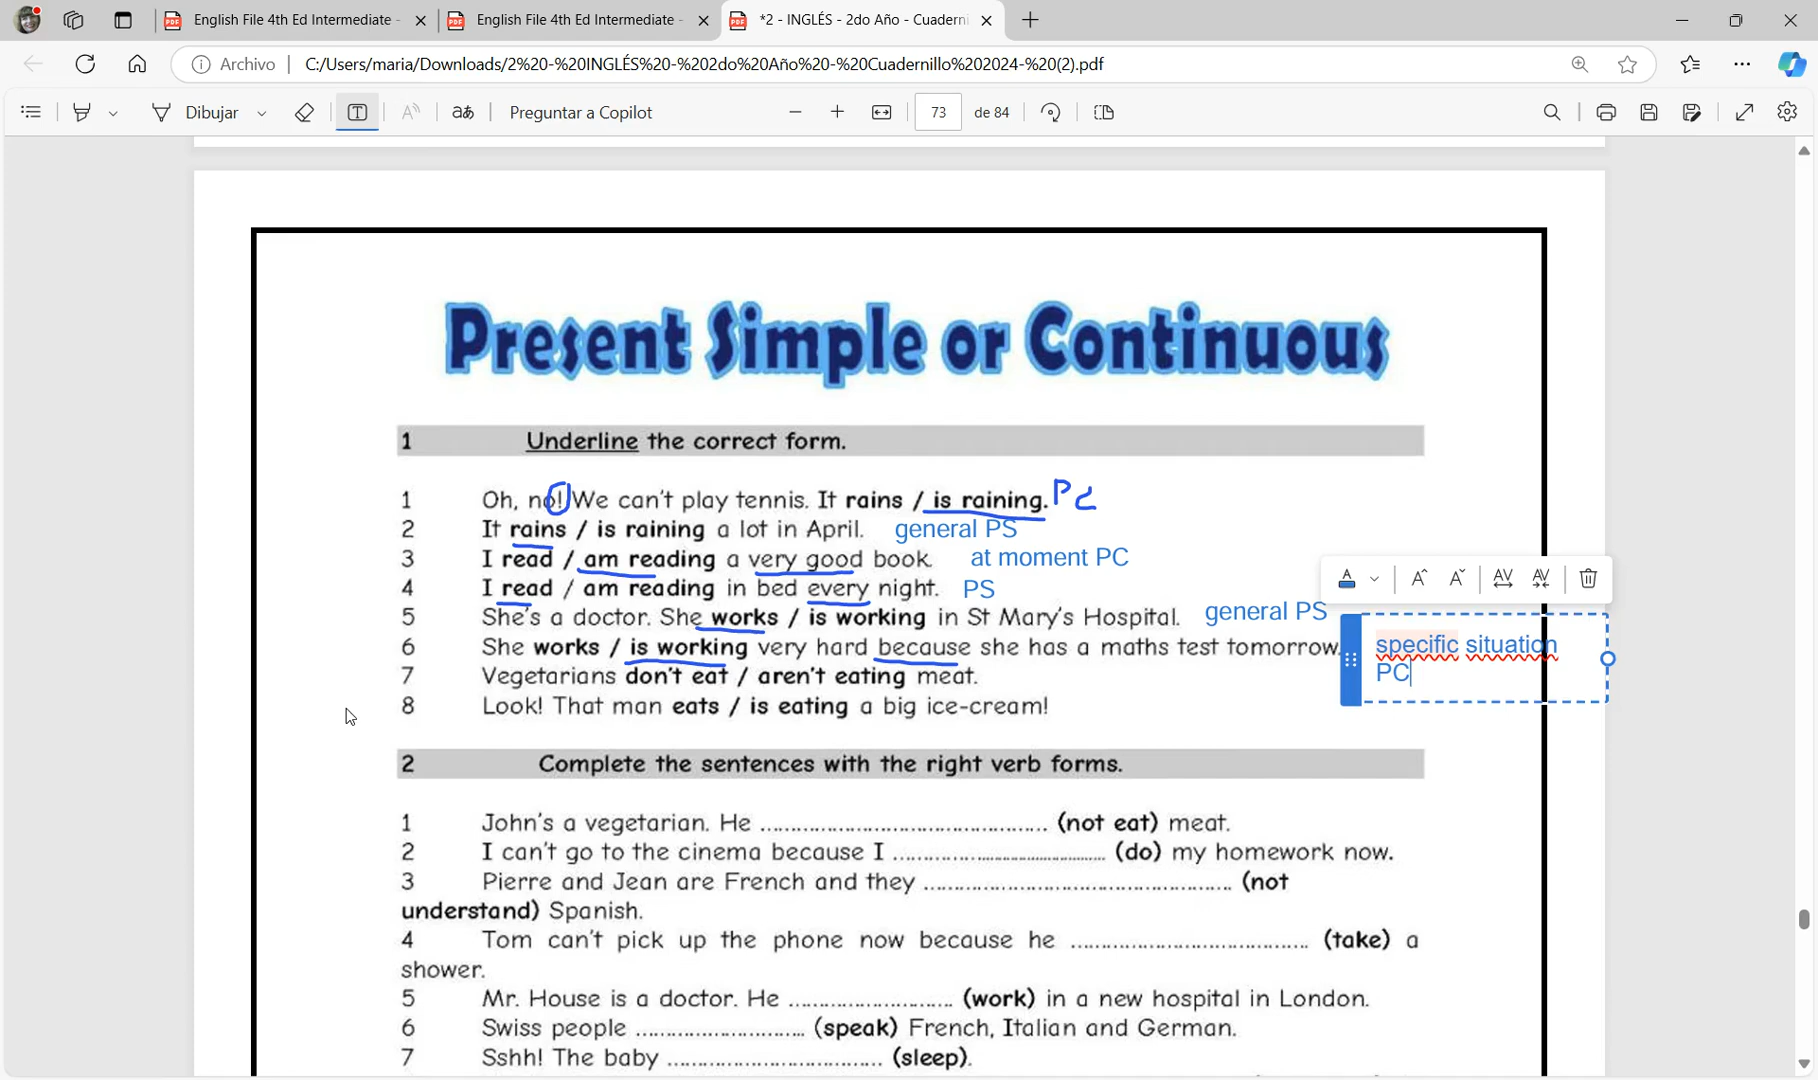 English File 4th Ed Intermediate -
English File 4th Ed Intermediate -
*2 - INGLÉS - 2do Año - Cuaderni
Archivo
C:/Users/maria/Downloads/2%20-%20INGLÉS%20-%202do%20Año%20-%20Cuadernillo%202024-%20(2).pdf
Dibujar
aあ
Preguntar a Copilot
73 de 84
Present Simple or Continuous
1 Underline the correct form.
1 Oh, no! We can't play tennis. It rains / is raining. PC
2 It rains / is raining a lot in April. general PS
3 I read / am reading a very good book. at moment PC
4 I read / am reading in bed every night. PS
5 She's a doctor. She works / is working in St Mary's Hospital. general PS
6 She works / is working very hard because she has a maths test tomorrow. specific situation
PC
7 Vegetarians don't eat / aren't eating meat.
8 Look! That man eats / is eating a big ice-cream!
2 Complete the sentences with the right verb forms.
1 John's a vegetarian. He ................................................ (not eat) meat.
2 I can't go to the cinema because I ................................................ (do) my homework now.
3 Pierre and Jean are French and they ................................................ (not
understand) Spanish.
4 Tom can't pick up the phone now because he ..................................... (take) a
shower.
5 Mr. House is a doctor. He .......................... (work) in a new hospital in London.
6 Swiss people .......................... (speak) French, Italian and German.
7 Sshh! The baby .................................. (sleep).